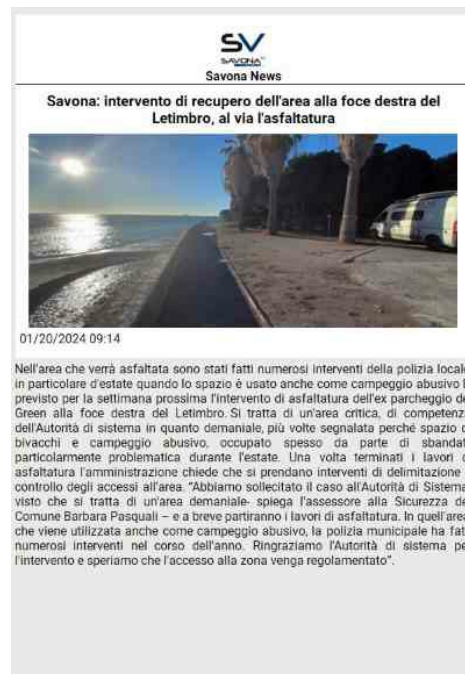 SV
SAVONA
Savona News
Savona: intervento di recupero dell'area alla foce destra del
Letimbro, al via l'asfaltatura
01/20/2024 09:14
Nell'area che verrà asfaltata sono stati fatti numerosi interventi della polizia locale
in particolare d'estate quando lo spazio è usato anche come campeggio abusivo
previsto per la settimana prossima l'intervento di asfaltatura dell'ex parcheggio de
Green alla foce destra del Letimbro. Si tratta di un'area critica, di competenz
dell'Autorità di sistema in quanto demaniale, più volte segnalata perché spazio d
bivacchi e campeggio abusivo, occupato spesso da parte di sbandat
particolarmente problematica durante l'estate. Una volta terminati i lavori d
asfaltatura l'amministrazione chiede che si prendano interventi di delimitazione
controllo degli accessi all'area. "Abbiamo sollecitato il caso all'Autorità di Sistema
visto che si tratta di un'area demaniale- spiega l'assessore alla Sicurezza de
Comune Barbara Pasquali – e a breve partiranno i lavori di asfaltatura. In quell'area
che viene utilizzata anche come campeggio abusivo, la polizia municipale ha fatt
numerosi interventi nel corso dell'anno. Ringraziamo l'Autorità di sistema pe
l'intervento e speriamo che l'accesso alla zona venga regolamentato".